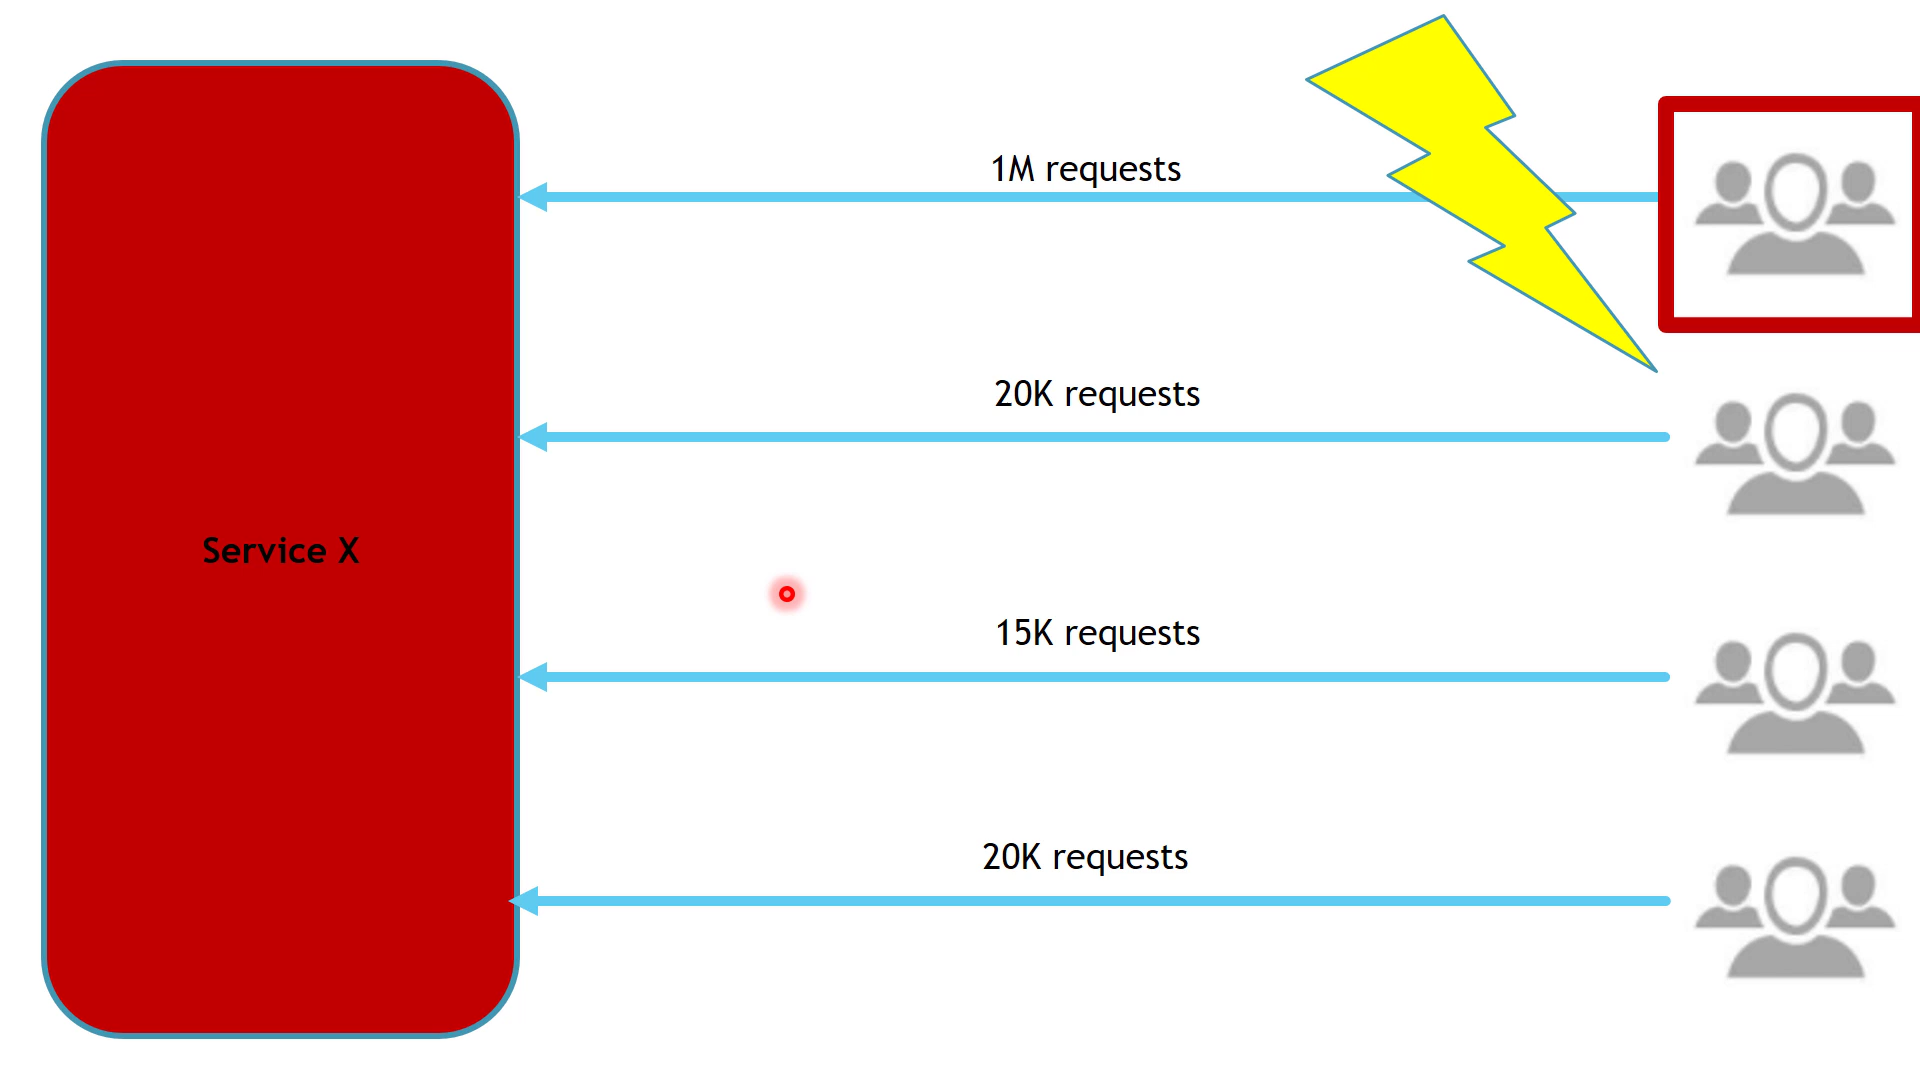 1M requests
20K requests
Service X
15K requests
20K requests